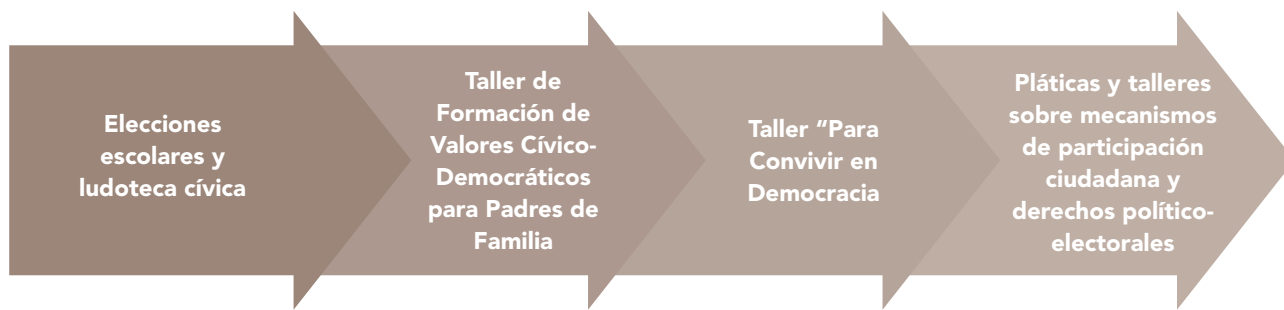 Elecciones
escolares y
ludoteca cívica
Taller de
Formación de
Valores Cívico-
Democráticos
para Padres de
Familia
Taller “Para
Convivir en
Democracia
Pláticas y talleres
sobre mecanismos
de participación
ciudadana y
derechos político-
electorales